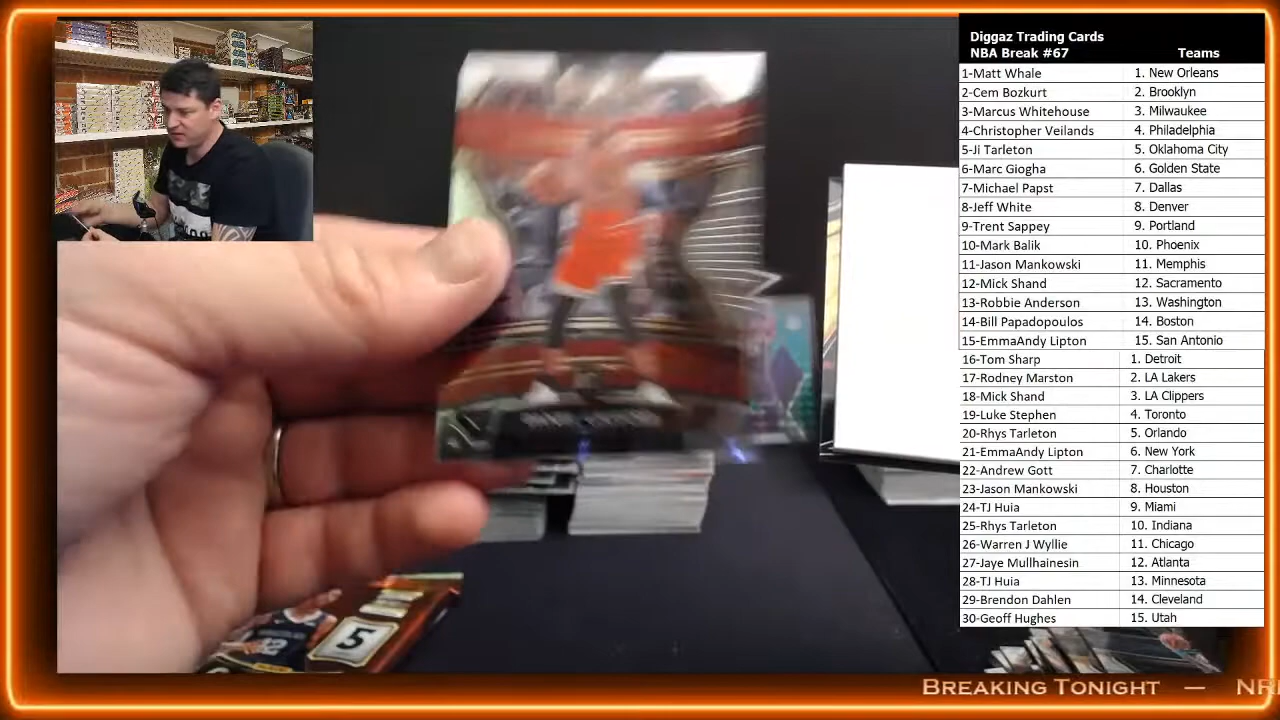 Diggaz Trading Cards
NBA Break #67 Teams
1-Matt Whale 1. New Orleans
2-Cem Bozkurt 2. Brooklyn
3-Marcus Whitehouse 3. Milwaukee
4-Christopher Veilands 4. Philadelphia
5-Ji Tarleton 5. Oklahoma City
6-Marc Giogha 6. Golden State
7-Michael Papst 7. Dallas
8-Jeff White 8. Denver
9-Trent Sappey 9. Portland
10-Mark Balik 10. Phoenix
11-Jason Mankowski 11. Memphis
12-Mick Shand 12. Sacramento
13-Robbie Anderson 13. Washington
14-Bill Papadopoulos 14. Boston
15-EmmaAndy Lipton 15. San Antonio
16-Tom Sharp 1. Detroit
17-Rodney Marston 2. LA Lakers
18-Mick Shand 3. LA Clippers
19-Luke Stephen 4. Toronto
20-Rhys Tarleton 5. Orlando
21-EmmaAndy Lipton 6. New York
22-Andrew Gott 7. Charlotte
23-Jason Mankowski 8. Houston
24-TJ Huia 9. Miami
25-Rhys Tarleton 10. Indiana
26-Warren J Wyllie 11. Chicago
27-Jaye Mullhainesin 12. Atlanta
28-TJ Huia 13. Minnesota
29-Brendon Dahlen 14. Cleveland
30-Geoff Hughes 15. Utah
5
Breaking Tonight — NR